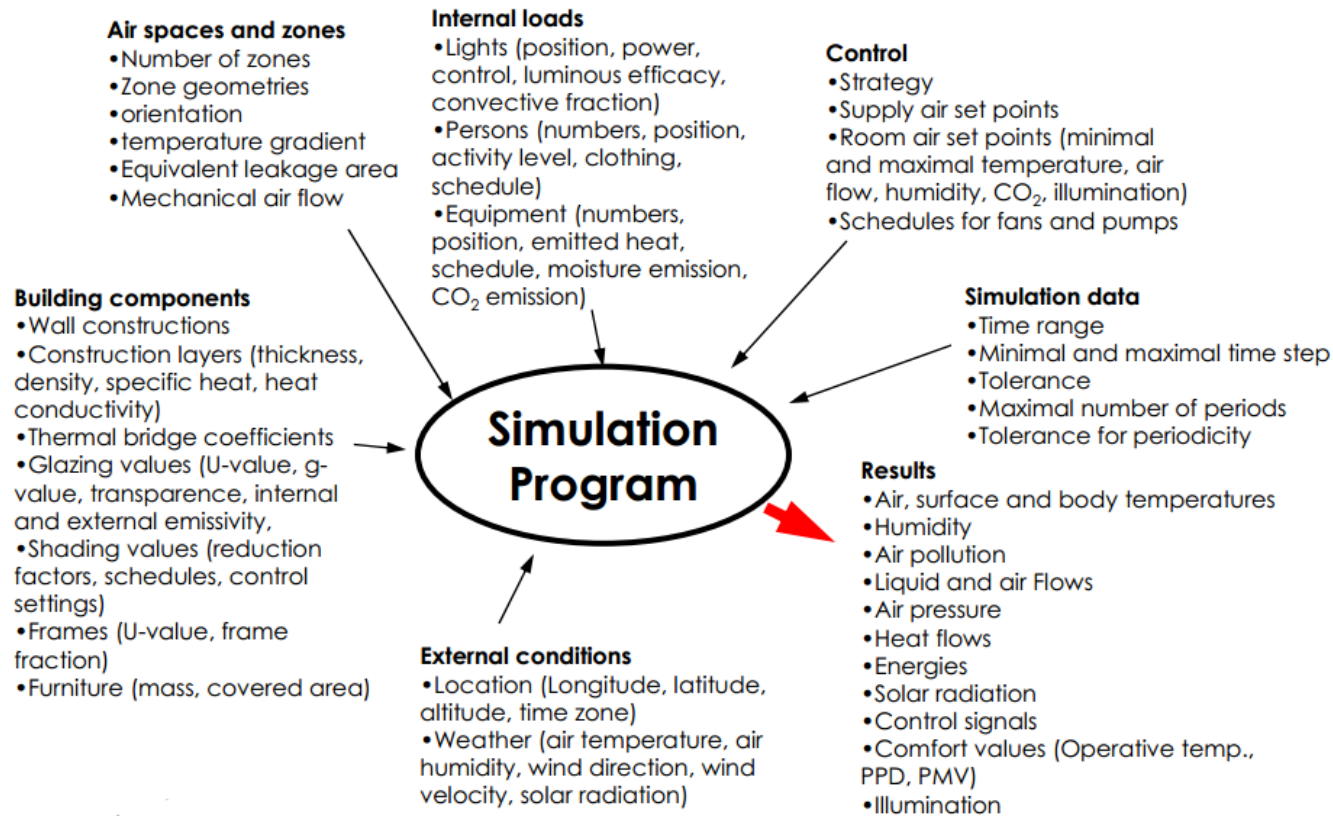 Air spaces and zones
•Number of zones
•Zone geometries
•orientation
•temperature gradient
•Equivalent leakage area
•Mechanical air flow
Internal loads
•Lights (position, power,
control, luminous efficacy,
convective fraction)
•Persons (numbers, position,
activity level, clothing,
schedule)
•Equipment (numbers,
position, emitted heat,
schedule, moisture emission,
CO₂ emission)
Control
•Strategy
•Supply air set points
•Room air set points (minimal
and maximal temperature, air
flow, humidity, CO₂, illumination)
•Schedules for fans and pumps
Building components
•Wall constructions
•Construction layers (thickness,
density, specific heat, heat
conductivity)
•Thermal bridge coefficients
•Glazing values (U-value, g-
value, transparence, internal
and external emissivity,
•Shading values (reduction
factors, schedules, control
settings)
•Frames (U-value, frame
fraction)
•Furniture (mass, covered area)
Simulation
Program
Simulation data
•Time range
•Minimal and maximal time step
•Tolerance
•Maximal number of periods
•Tolerance for periodicity
External conditions
•Location (Longitude, latitude,
altitude, time zone)
•Weather (air temperature, air
humidity, wind direction, wind
velocity, solar radiation)
Results
•Air, surface and body temperatures
•Humidity
•Air pollution
•Liquid and air Flows
•Air pressure
•Heat flows
•Energies
•Solar radiation
•Control signals
•Comfort values (Operative temp.,
PPD, PMV)
•Illumination